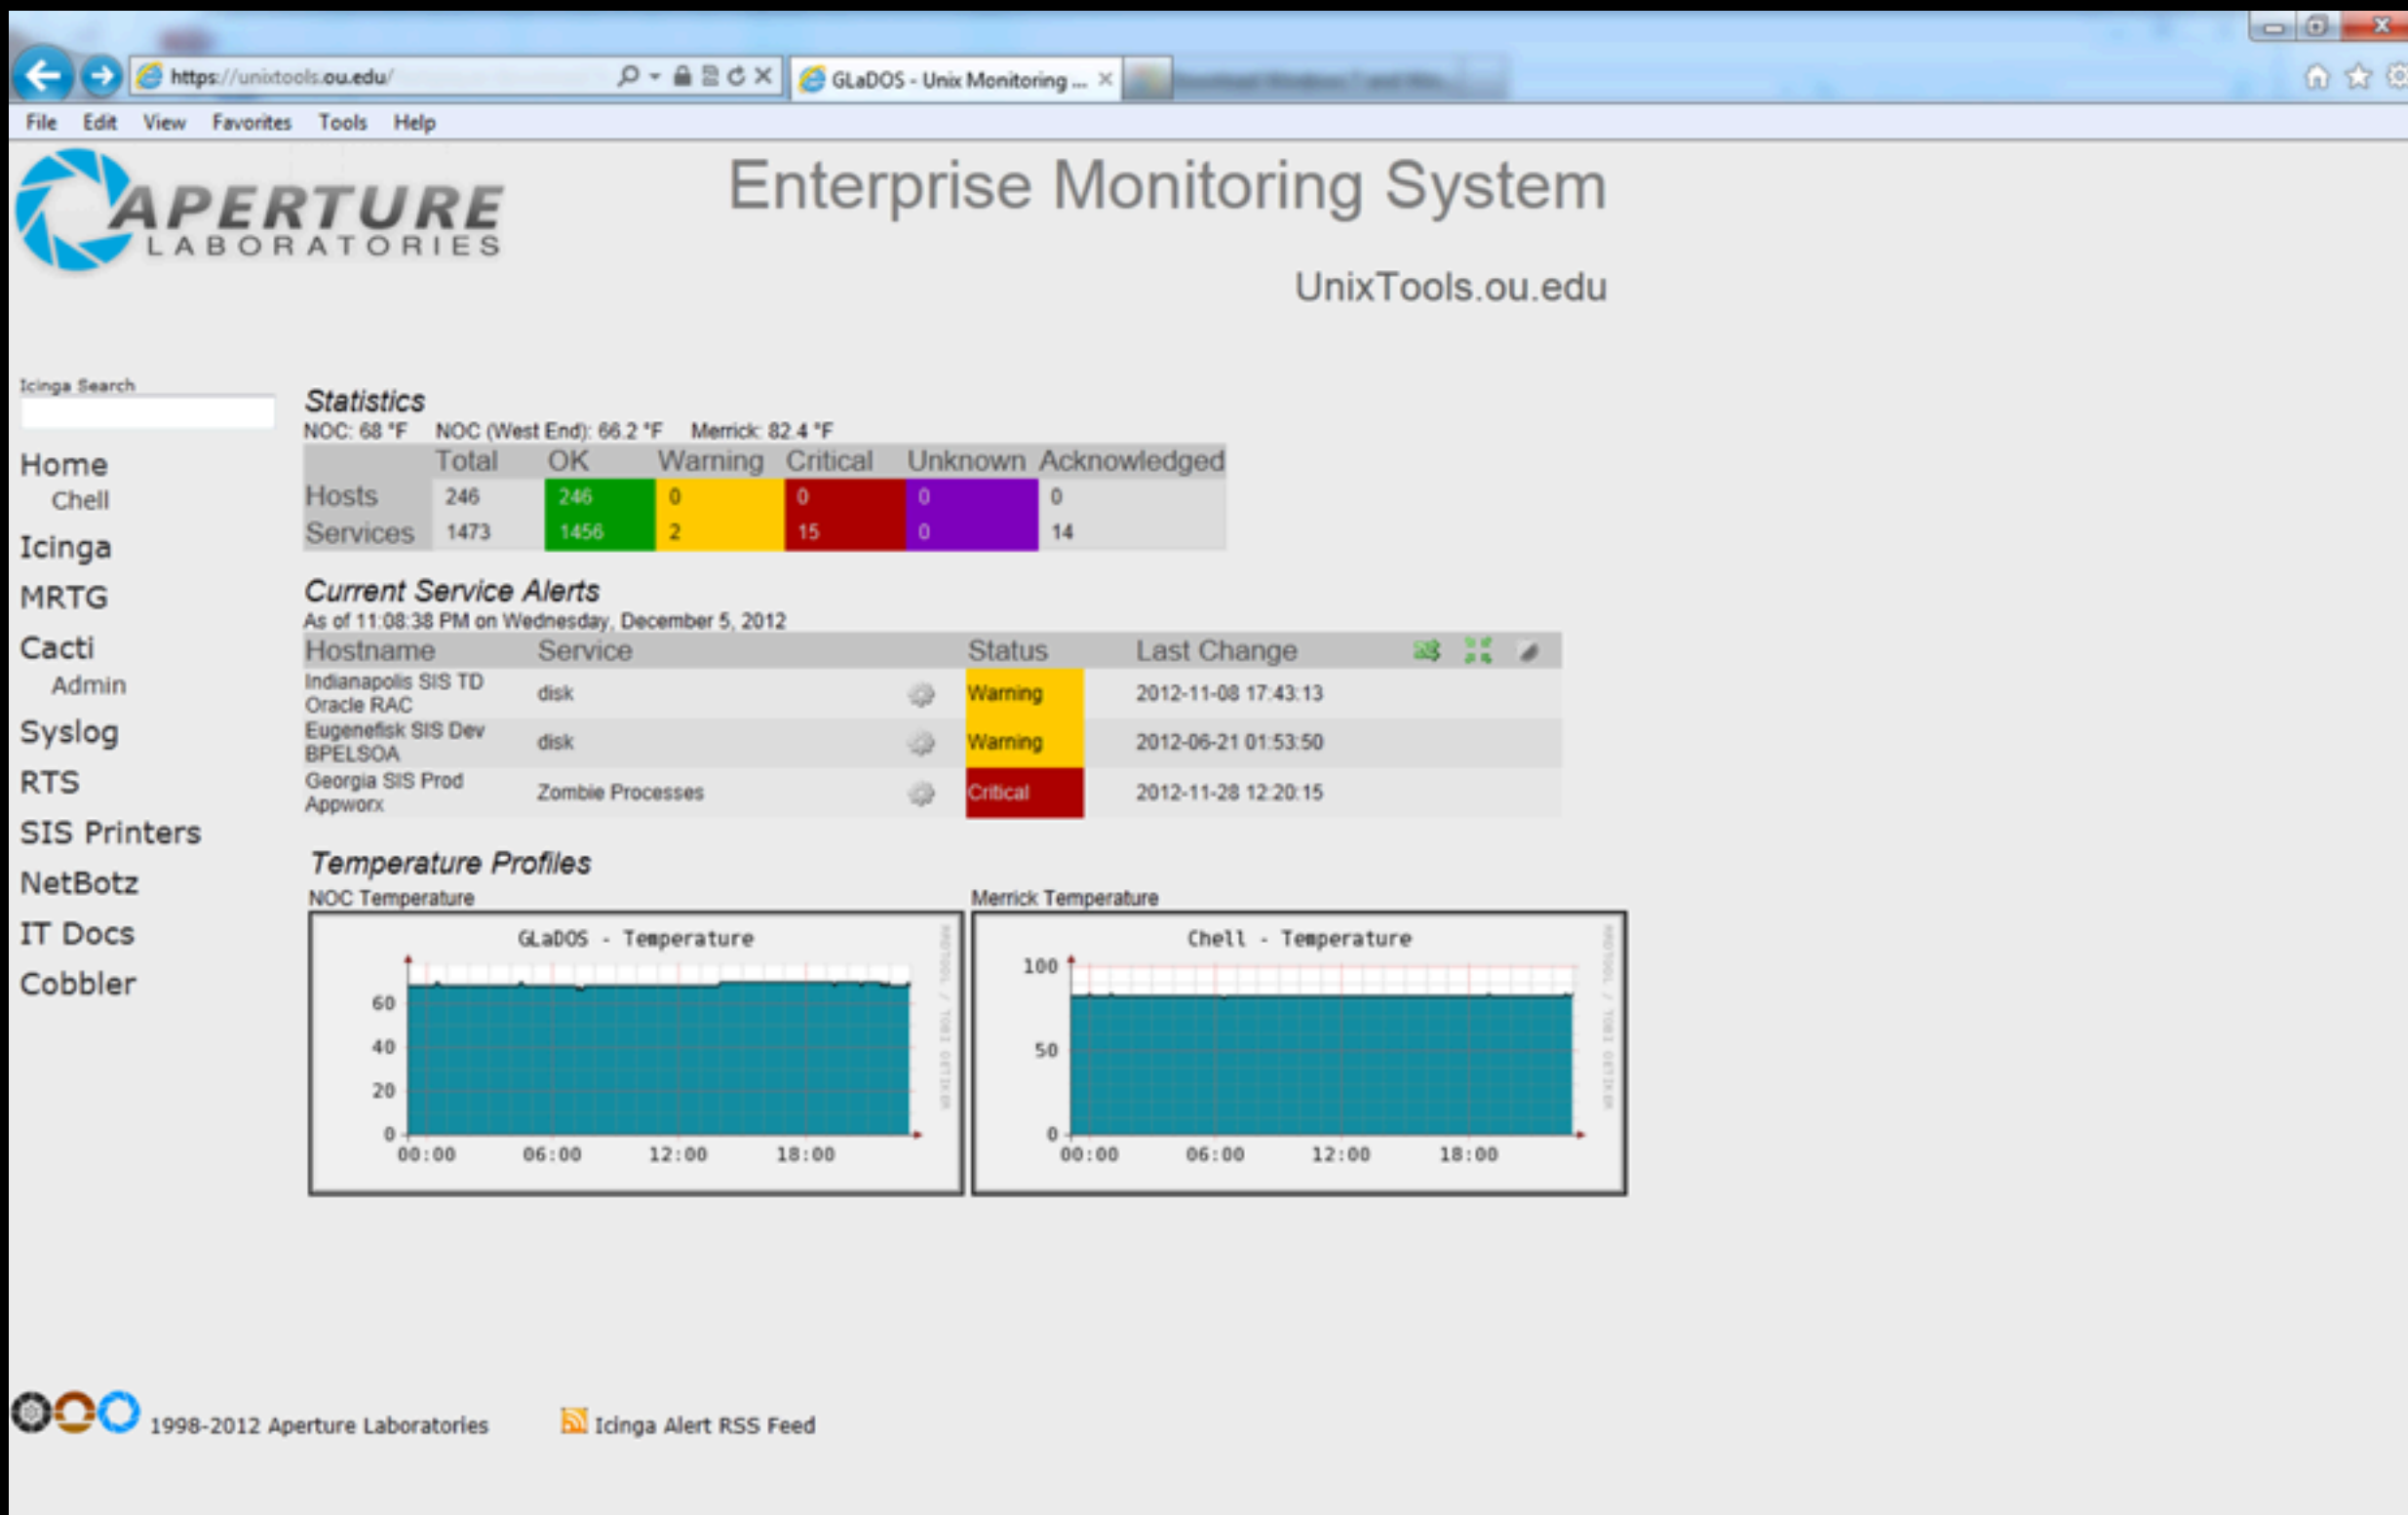 https://unixtools.ou.edu/
GLaDOS - Unix Monitoring ...
File Edit View Favorites Tools Help
APERTURE
LABORATORIES
Enterprise Monitoring System
UnixTools.ou.edu
Icinga Search
Home
Chell
Icinga
MRTG
Cacti
Admin
Syslog
RTS
SIS Printers
NetBotz
IT Docs
Cobbler
Statistics
NOC: 68 °F NOC (West End): 66.2 °F Merrick: 82.4 °F
Total OK Warning Critical Unknown Acknowledged
Hosts 246 246 0 0 0 0
Services 1473 1456 2 15 0 14
Current Service Alerts
As of 11:08:38 PM on Wednesday, December 5, 2012
Hostname Service Status Last Change
Indianapolis SIS TD
Oracle RAC
disk Warning 2012-11-08 17:43:13
Eugenefisk SIS Dev
BPELSOA
disk Warning 2012-06-21 01:53:50
Georgia SIS Prod
Appworx
Zombie Processes Critical 2012-11-28 12:20:15
Temperature Profiles
NOC Temperature
GLaDOS - Temperature
60
40
20
0
00:00 06:00 12:00 18:00
RRDTOOL / TOBI OETIKER
Merrick Temperature
Chell - Temperature
100
50
0
00:00 06:00 12:00 18:00
RRDTOOL / TOBI OETIKER
1998-2012 Aperture Laboratories
Icinga Alert RSS Feed